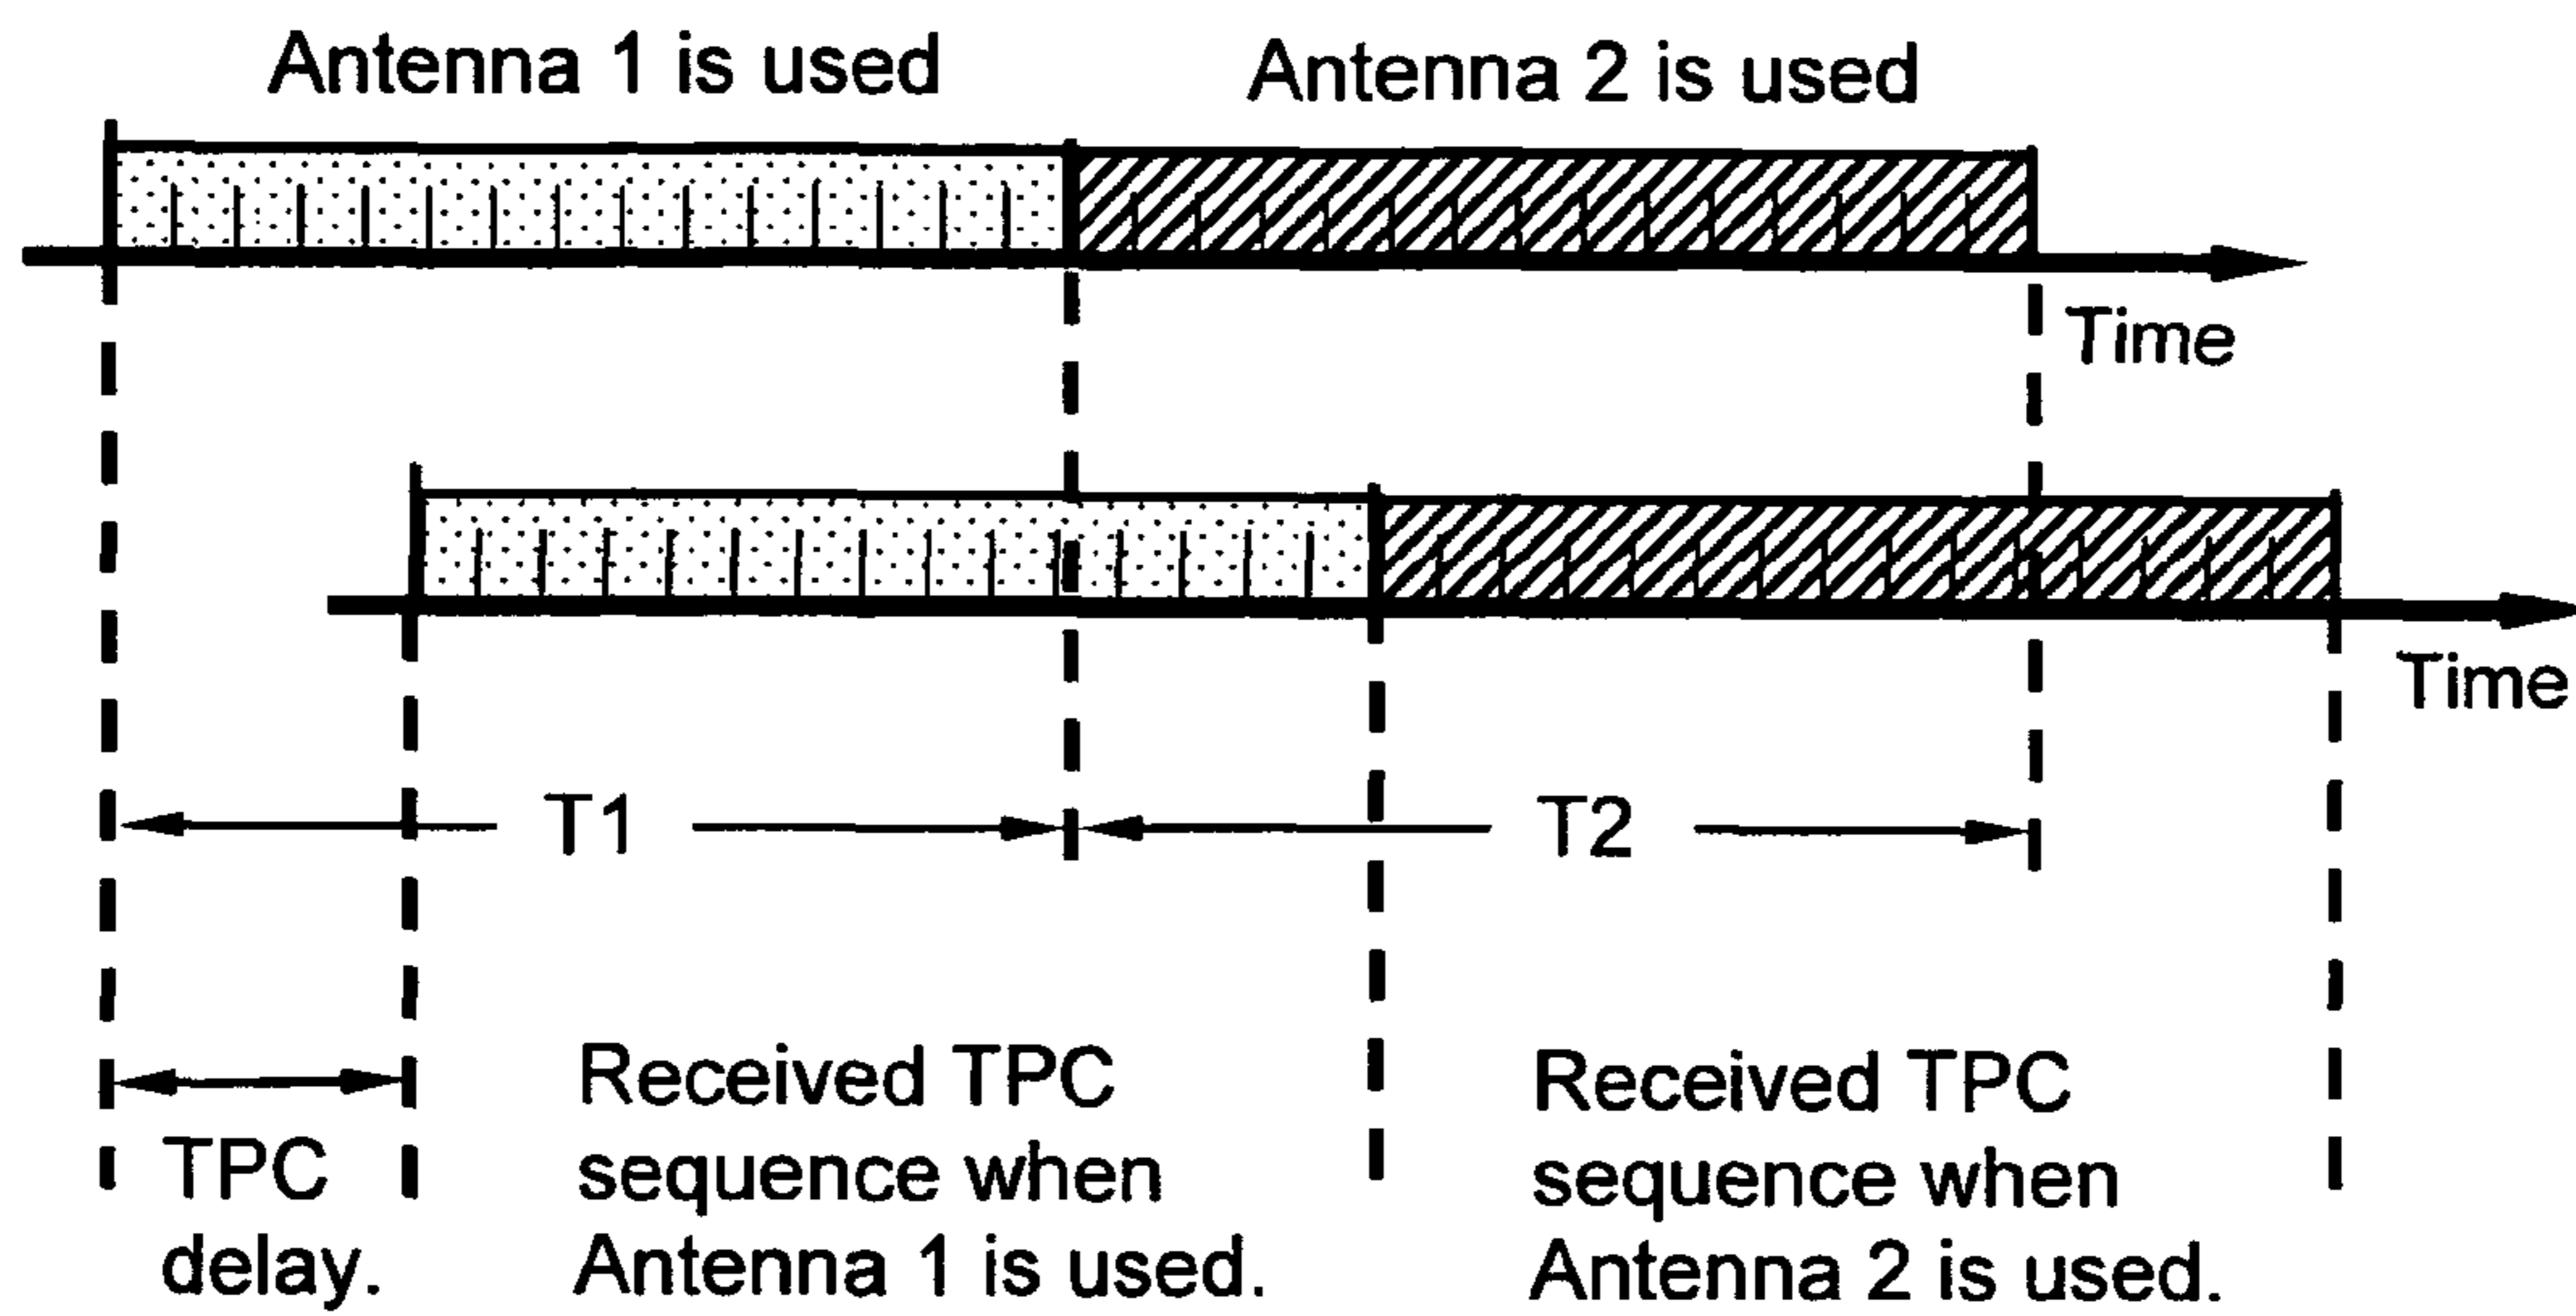 Antenna 1 is used
Antenna 2 is used
Time
Time
T1
T2
TPC
delay.
Received TPC
sequence when
Antenna 1 is used.
Received TPC
sequence when
Antenna 2 is used.